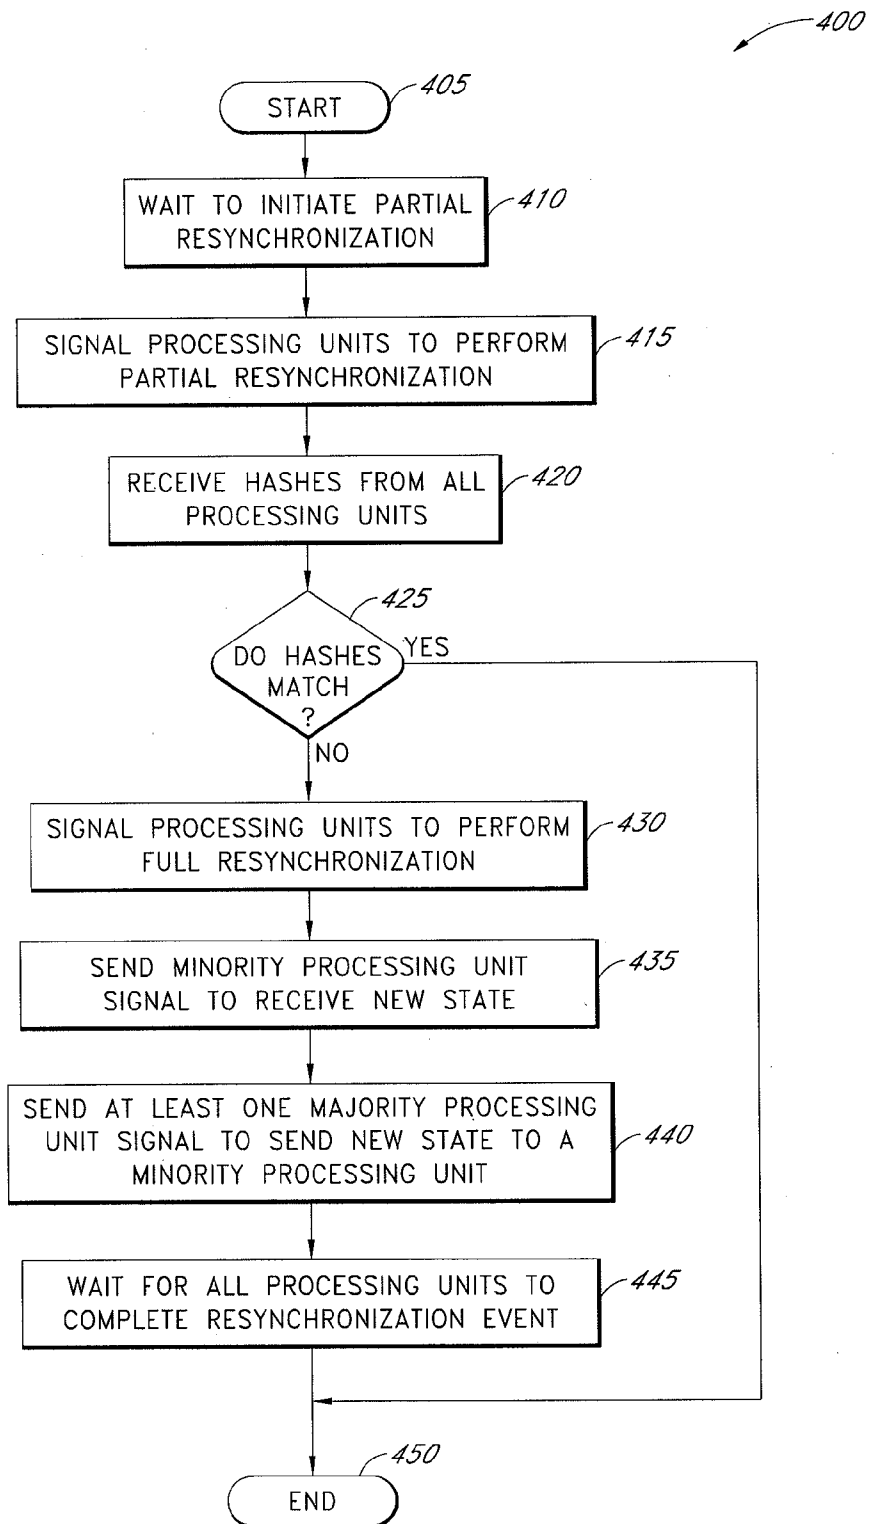 400
START
405
WAIT TO INITIATE PARTIAL
RESYNCHRONIZATION
410
SIGNAL PROCESSING UNITS TO PERFORM
PARTIAL RESYNCHRONIZATION
415
RECEIVE HASHES FROM ALL
PROCESSING UNITS
420
425
DO HASHES
MATCH
?
YES
NO
SIGNAL PROCESSING UNITS TO PERFORM
FULL RESYNCHRONIZATION
430
SEND MINORITY PROCESSING UNIT
SIGNAL TO RECEIVE NEW STATE
435
SEND AT LEAST ONE MAJORITY PROCESSING
UNIT SIGNAL TO SEND NEW STATE TO A
MINORITY PROCESSING UNIT
440
WAIT FOR ALL PROCESSING UNITS TO
COMPLETE RESYNCHRONIZATION EVENT
445
450
END